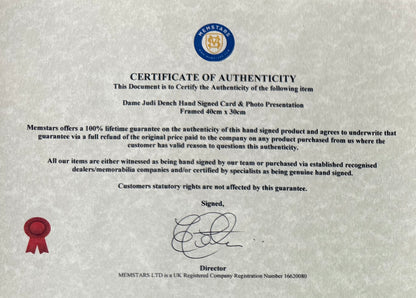 MEMSTARS
CERTIFICATE OF AUTHENTICITY
This Document is to Certify the Authenticity of the following item
Dame Judi Dench Hand Signed Card & Photo Presentation
Framed 40cm x 30cm
Memstars offers a 100% lifetime guarantee on the authenticity of this hand signed product and agrees to underwrite that
guarantee via a full refund of the original price paid to the company on any product purchased from us where the
customer has valid reason to questions this authenticity.
All our items are either witnessed as being hand signed by our team or purchased via established recognised
dealers/memorabilia companies and/or certified by specialists as being genuine hand signed.
Customers statutory rights are not affected by this guarantee.
Signed,
Director
MEMSTARS LTD is a UK Registered Company Registration Number 16620080